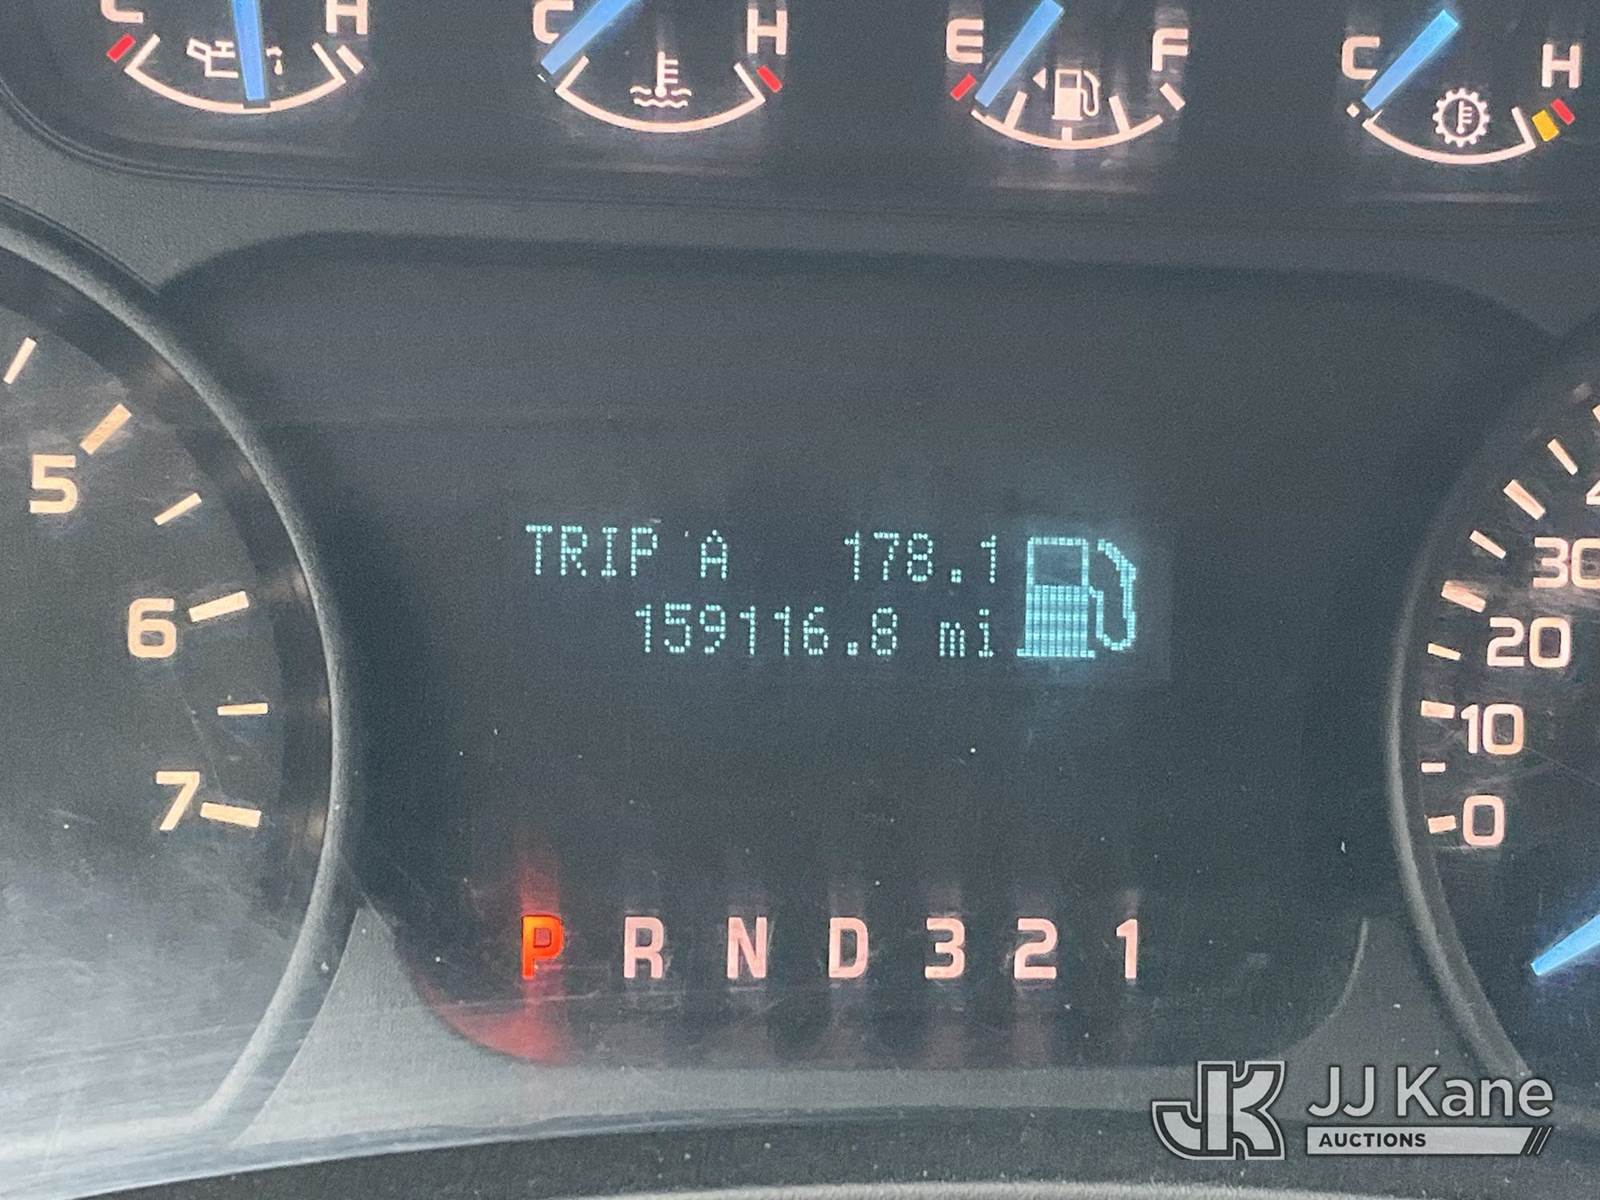 C H
C H
E F
C H
TRIP A 178.1
159116.8 mi
5
6
7
30
20
10
0
P R N D 3 2 1
JK JJ Kane
AUCTIONS